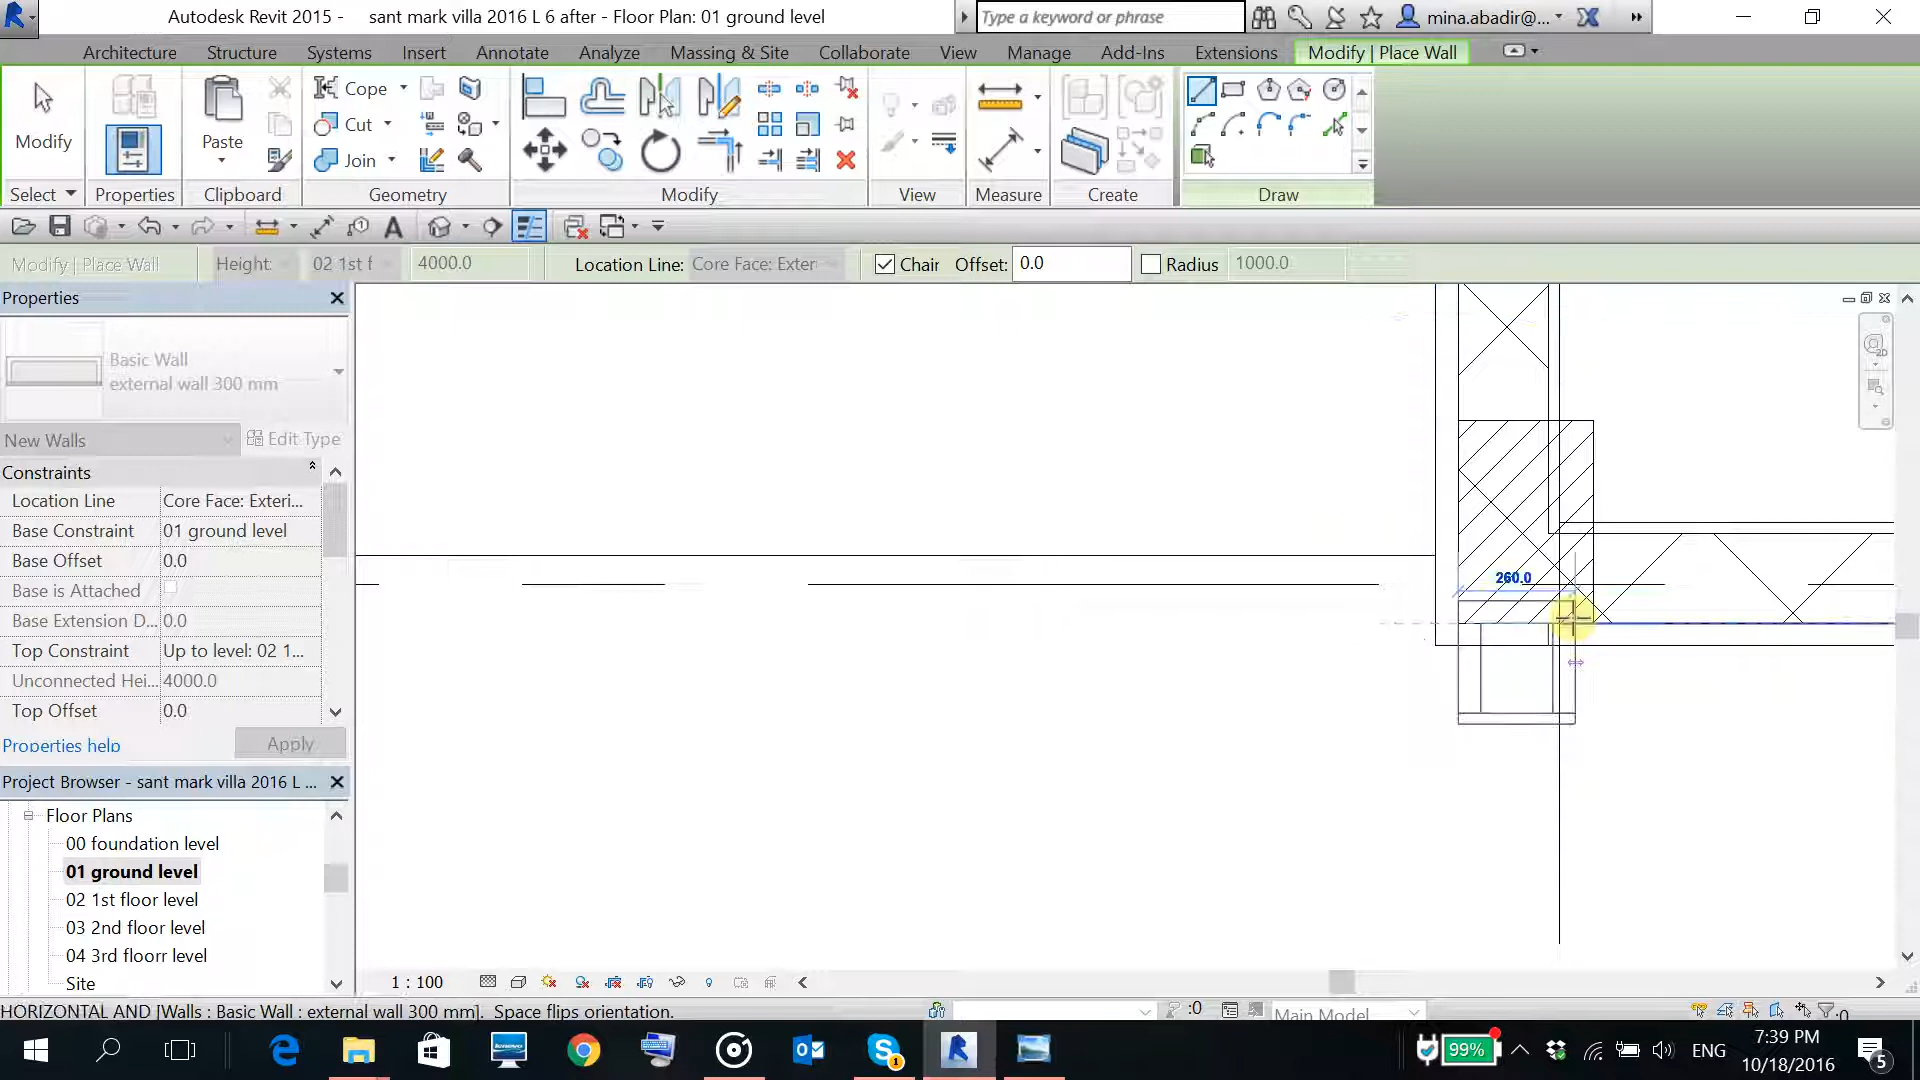 Autodesk Revit 2015 - sant mark villa 2016 L 6 after - Floor Plan: 01 ground level
Type a keyword or phrase
mina.abadir@...
Architecture Structure Systems Insert Annotate Analyze Massing & Site Collaborate View Manage Add-Ins Extensions Modify | Place Wall
Modify
Paste
Cope
Cut
Join
Select Properties Clipboard Geometry Modify View Measure Create Draw
Modify | Place Wall Height: 02 1st f 4000.0 Location Line: Core Face: Exter Chair Offset: 0.0 Radius 1000.0
Properties
Basic Wall
external wall 300 mm
New Walls Edit Type
Constraints
Location Line Core Face: Exteri...
Base Constraint 01 ground level
Base Offset 0.0
Base is Attached
Base Extension D... 0.0
Top Constraint Up to level: 02 1...
Unconnected Hei... 4000.0
Top Offset 0.0
Properties help Apply
Project Browser - sant mark villa 2016 L ...
Floor Plans
00 foundation level
01 ground level
02 1st floor level
03 2nd floor level
04 3rd floorr level
Site
260.0
2D
1 : 100
HORIZONTAL AND [Walls : Basic Wall : external wall 300 mm]. Space flips orientation.
:0
Main Model
:0
lenovo
1
99%
ENG
7:39 PM
10/18/2016
5